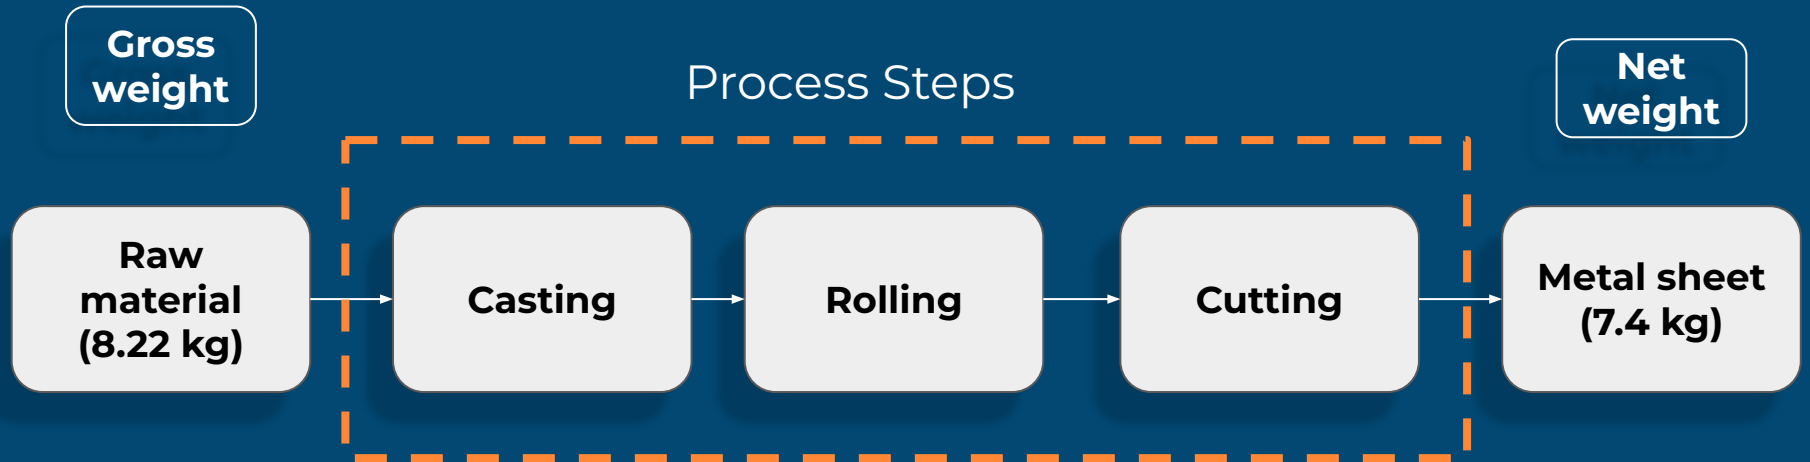 Gross
weight
Process Steps
Net
weight
Raw
material
(8.22 kg)
Casting
Rolling
Cutting
Metal sheet
(7.4 kg)